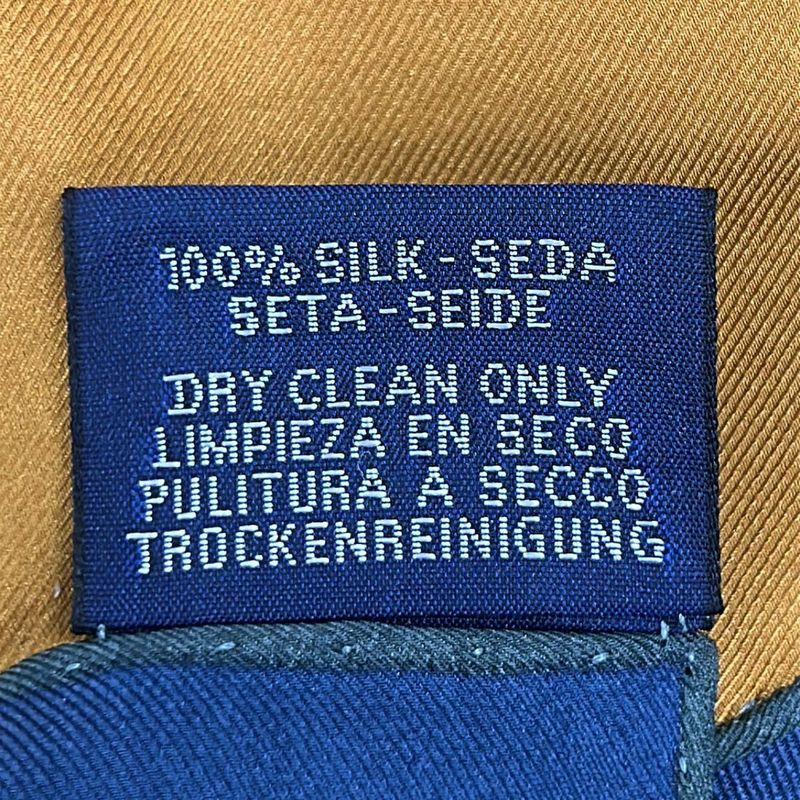 100% SILK-SEDA
SETA-SEIDE
DRY CLEAN ONLY
LIMPIEZA EN SECO
PULITURA A SECCO
TROCKENREINIGUNG